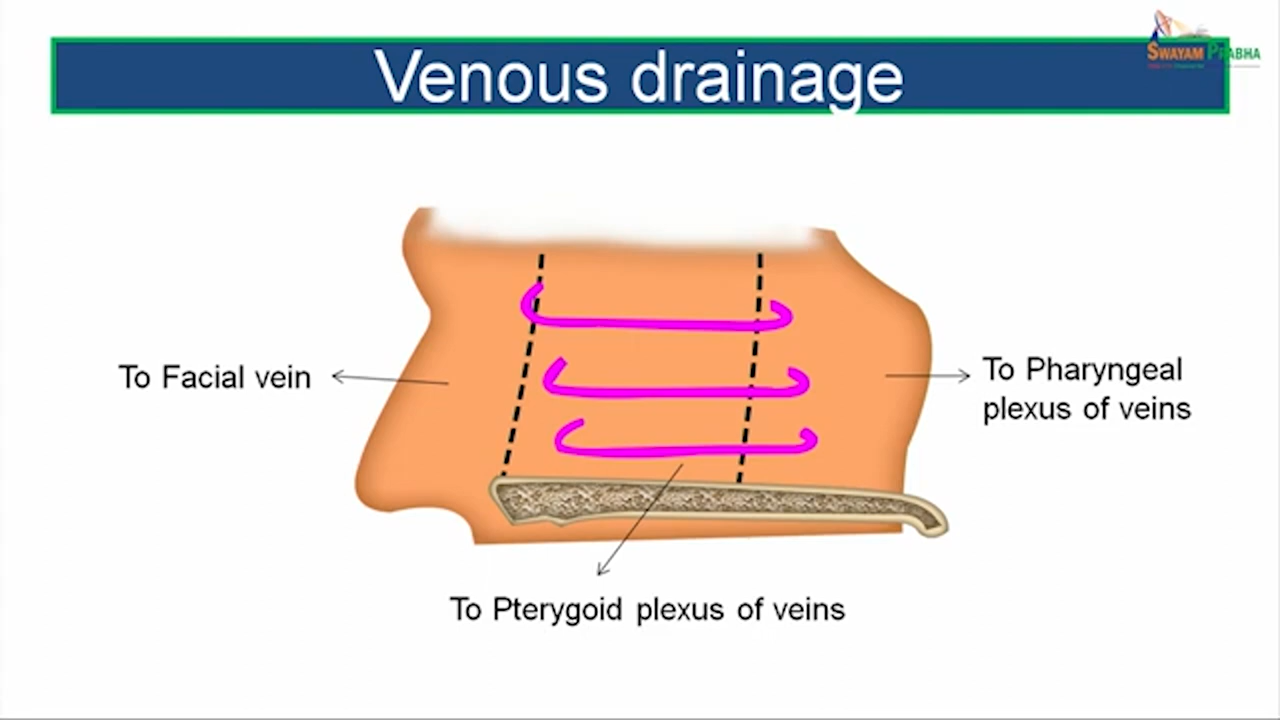 Venous drainage
SWAYAM PRABHA
To Facial vein
To Pharyngeal
plexus of veins
To Pterygoid plexus of veins